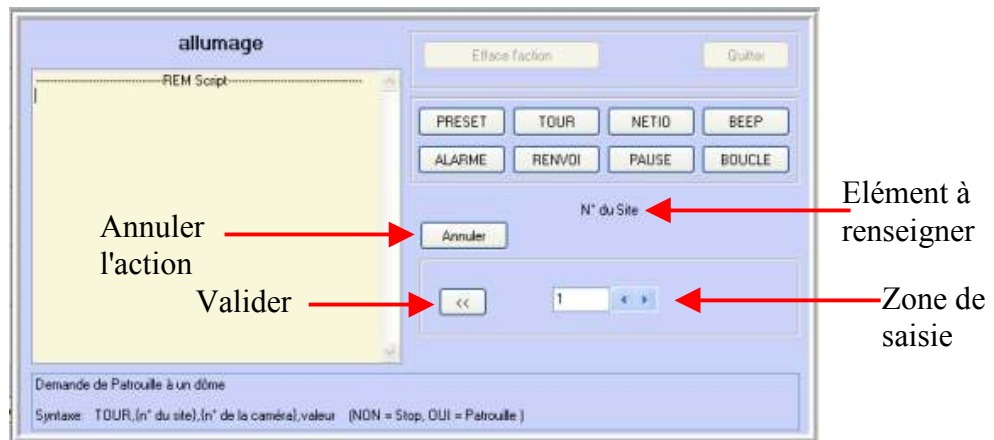 allumage
Efface l'action
Quitter
REM Script
PRESET TOUR NETIO BEEP
ALARME RENVOI PAUSE BOUCLE
N° du Site
Elément à
renseigner
Annuler
l'action
Annuler
Valider
<<
1
Zone de
saisie
Demande de Patrouille à un dôme
Syntaxe: TOUR,{n° du site},{n° de la caméra},valeur (NON = Stop, OUI = Patrouille )